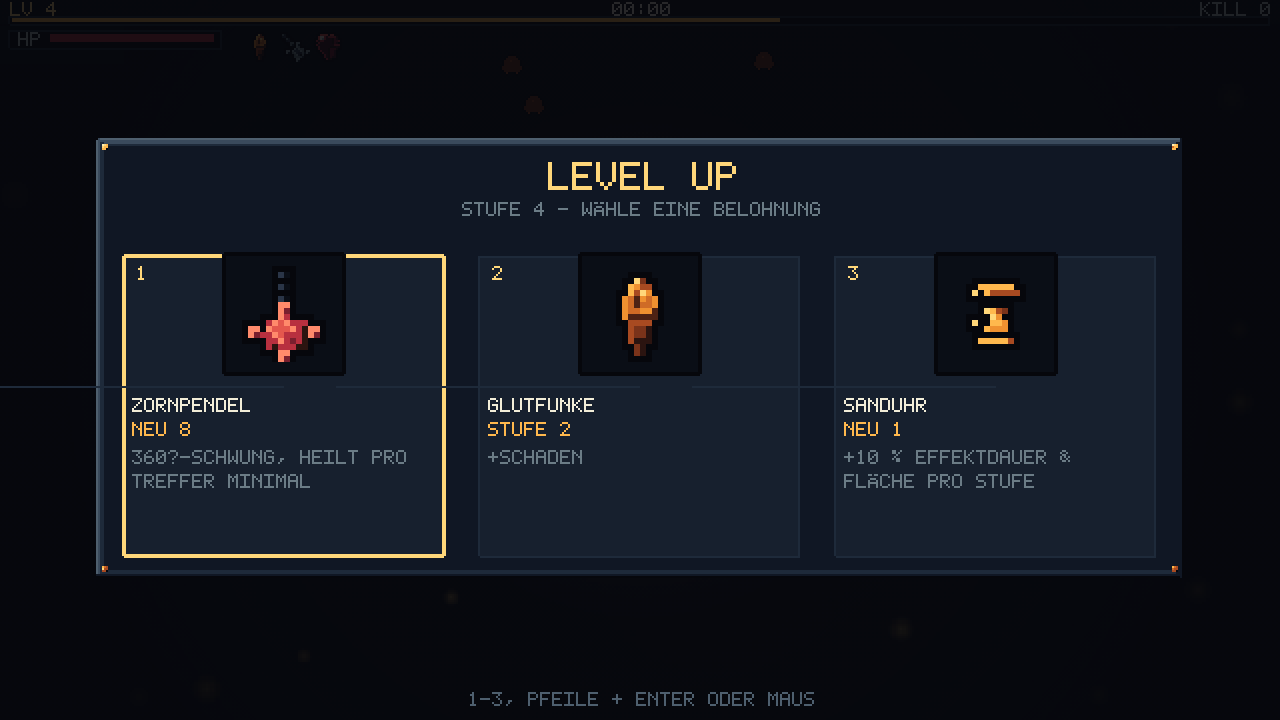 LV 4
00:00
KILL 0
HP
LEVEL UP
STUFE 4 - WÄHLE EINE BELOHNUNG
1
2
3
ZORNPENDEL
NEU 8
360?-SCHWUNG, HEILT PRO
TREFFER MINIMAL
GLUTFUNKE
STUFE 2
+SCHADEN
SANDUHR
NEU 1
+10 % EFFEKTDAUER &
FLÄCHE PRO STUFE
1-3, PFEILE + ENTER ODER MAUS